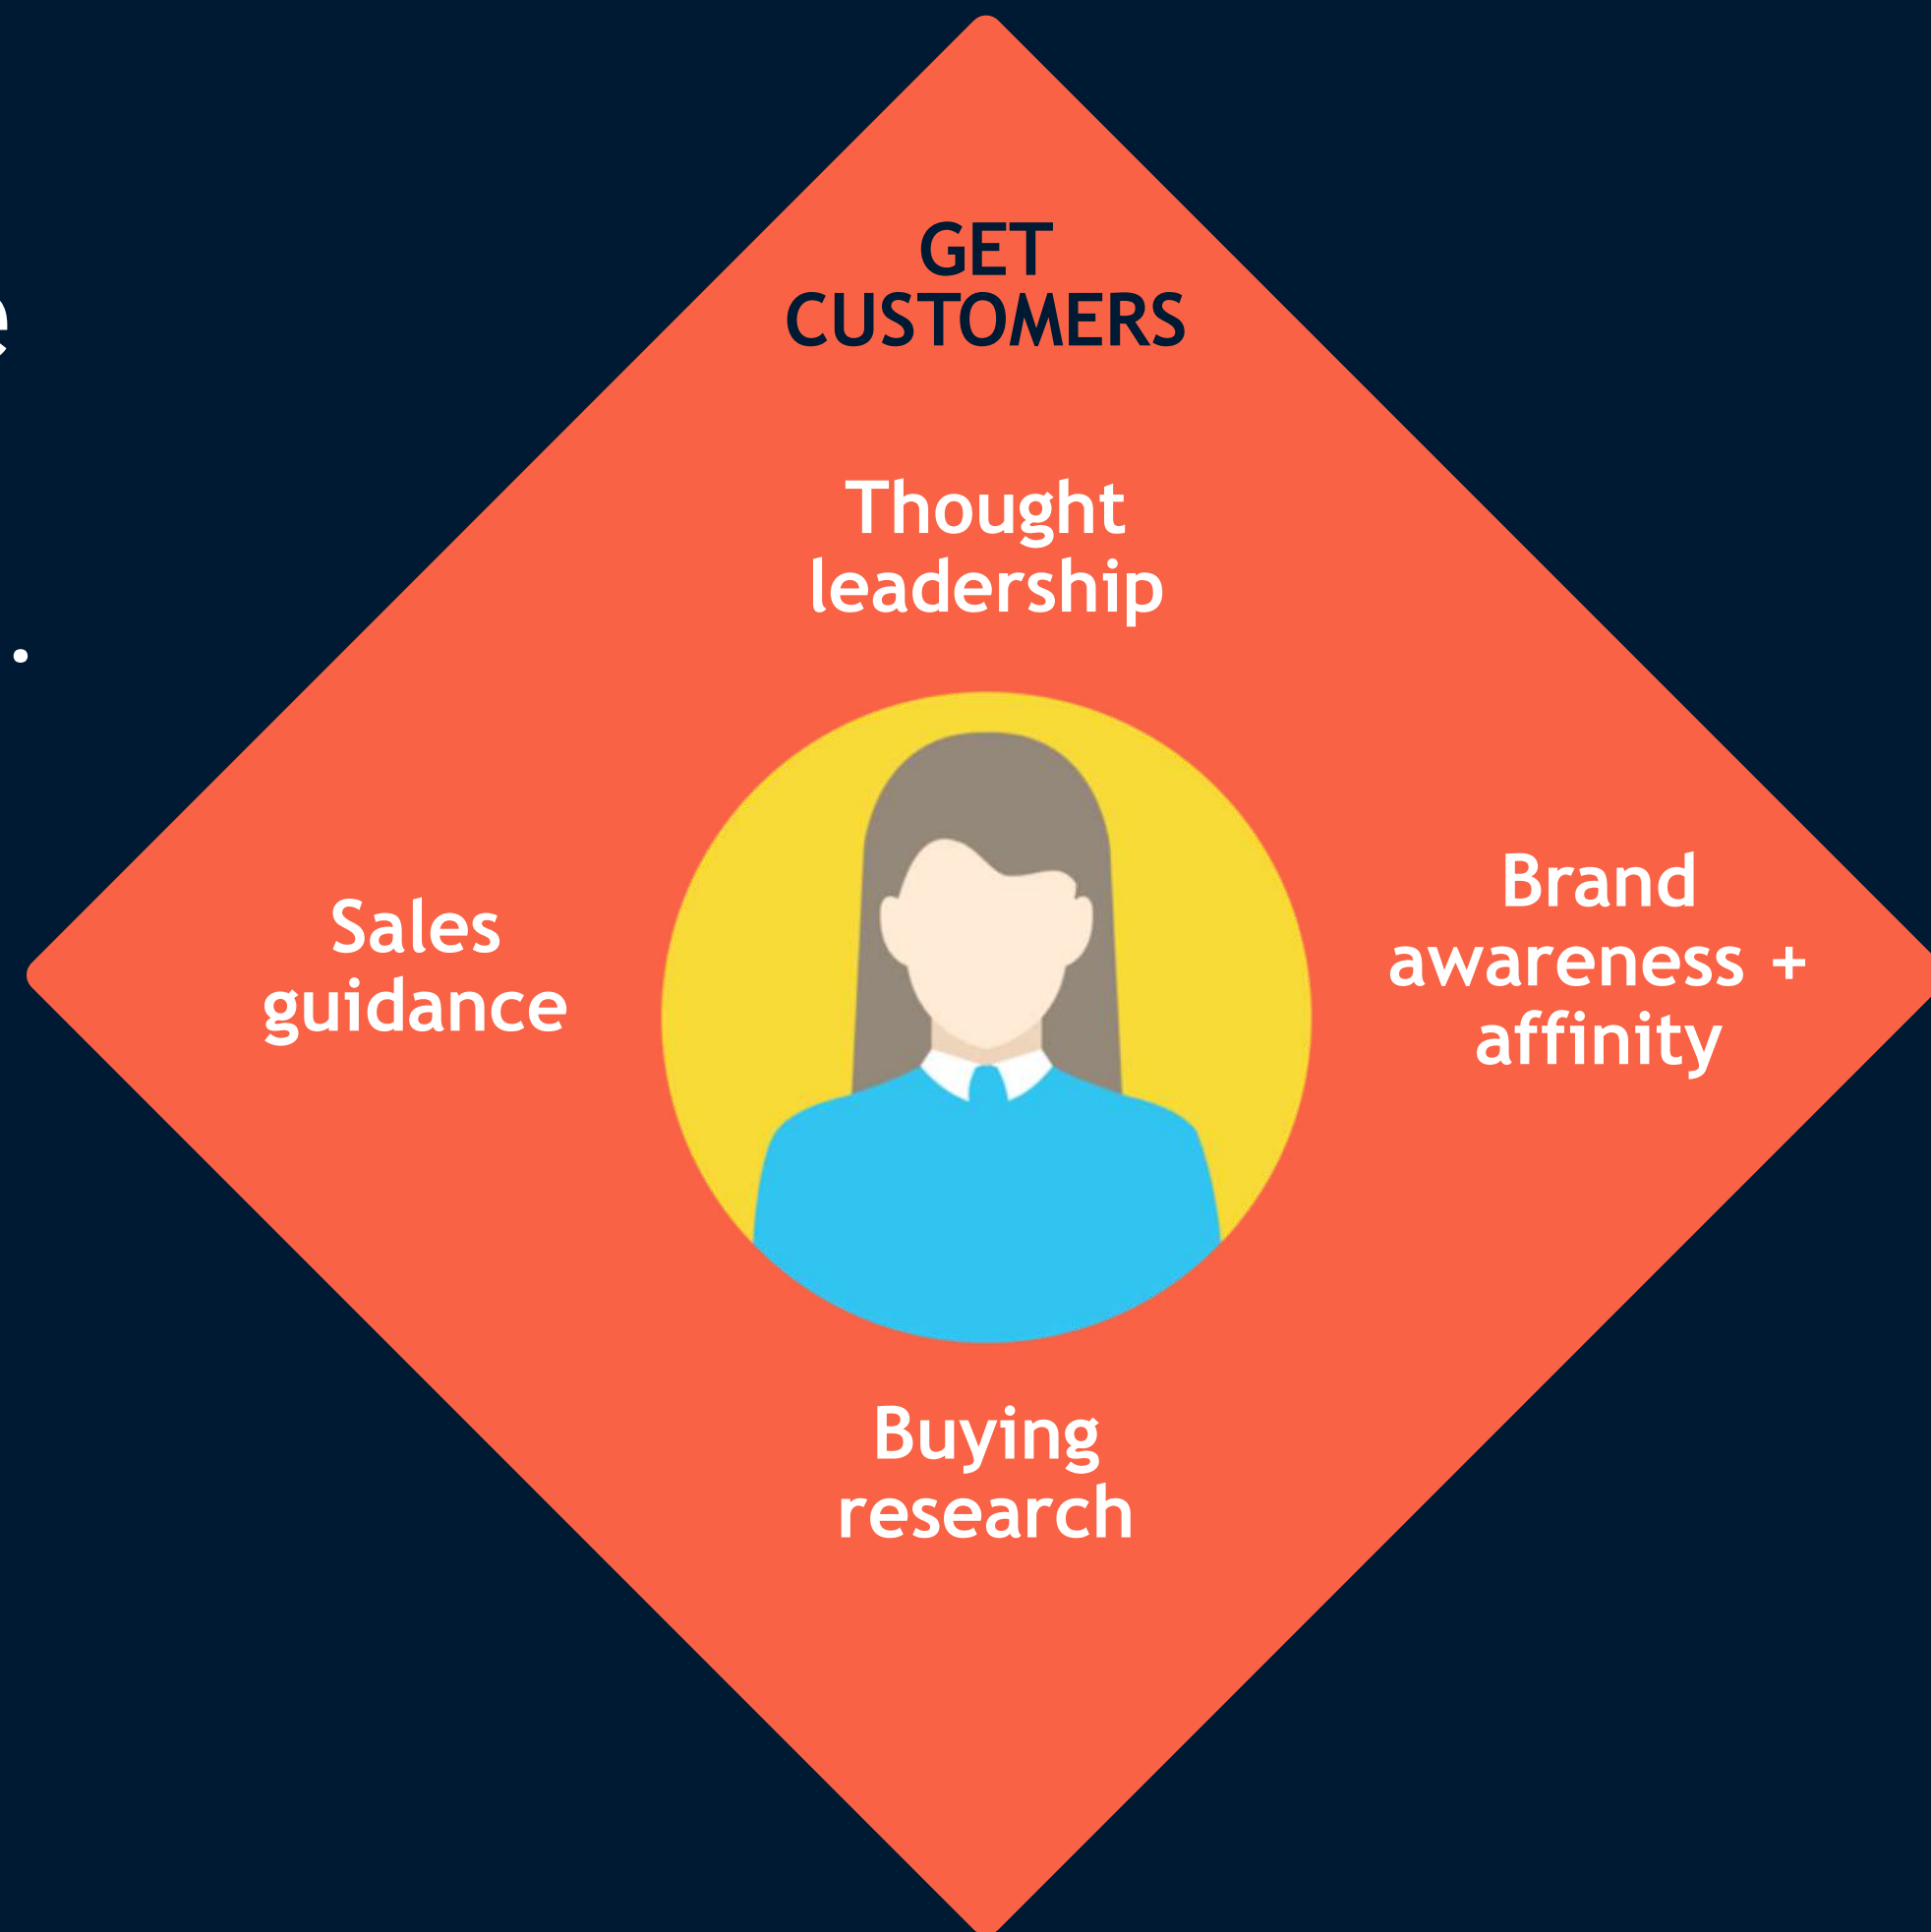 GET
CUSTOMERS
Thought
leadership
Sales
guidance
Brand
awareness +
affinity
Buying
research